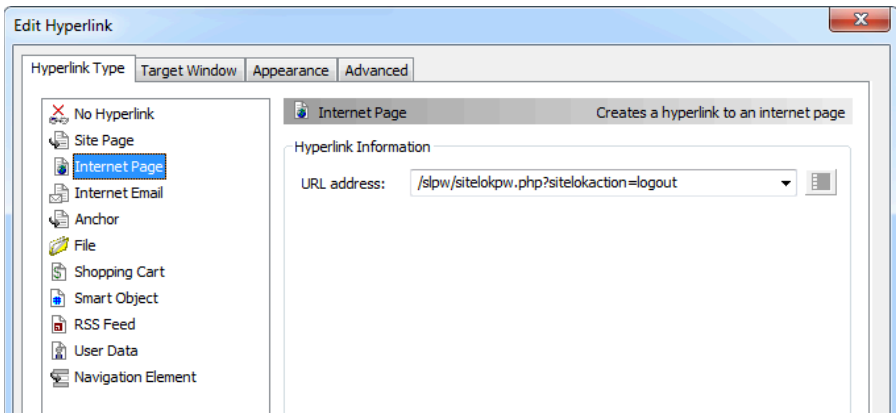 Edit Hyperlink
Hyperlink Type Target Window Appearance Advanced
No Hyperlink
Site Page
Internet Page
Internet Email
Anchor
File
Shopping Cart
Smart Object
RSS Feed
User Data
Navigation Element
Internet Page Creates a hyperlink to an internet page
Hyperlink Information
URL address: /slpw/sitelokpw.php?sitelokaction=logout